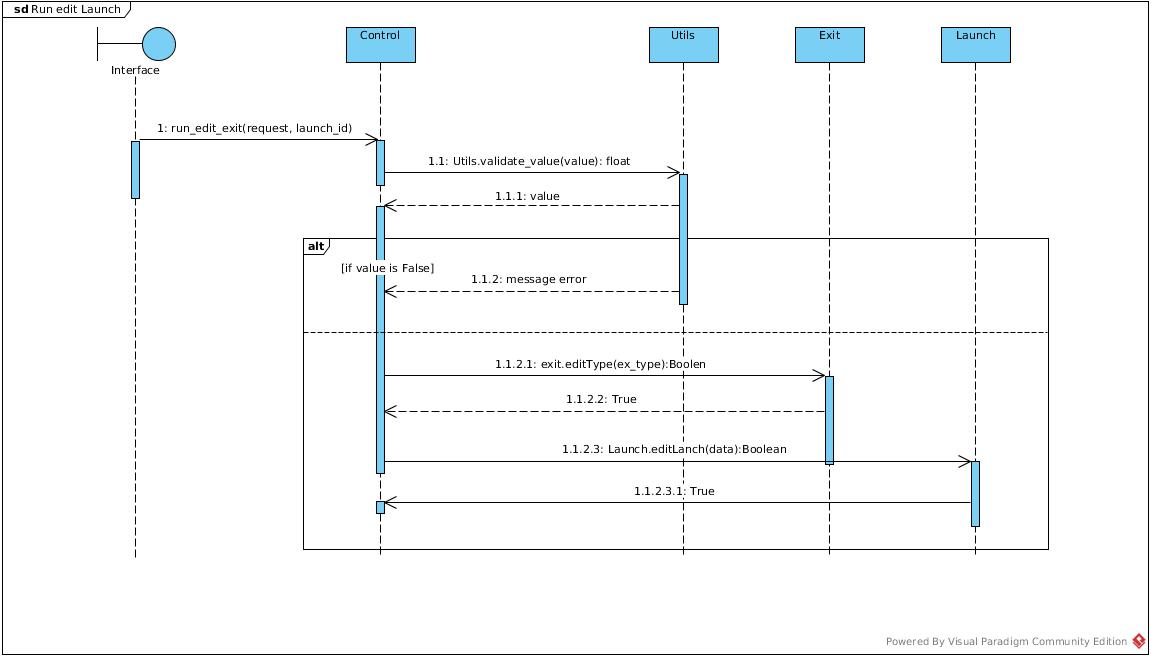 sd Run edit Launch
Control
Utils
Exit
Launch
Interface
1: run_edit_exit(request, launch_id)
1.1: Utils.validate_value(value): float
1.1.1: value
alt
[if value is False]
1.1.2: message error
1.1.2.1: exit.editType(ex_type):Boolen
1.1.2.2: True
1.1.2.3: Launch.editLanch(data):Boolean
1.1.2.3.1: True
Powered By Visual Paradigm Community Edition